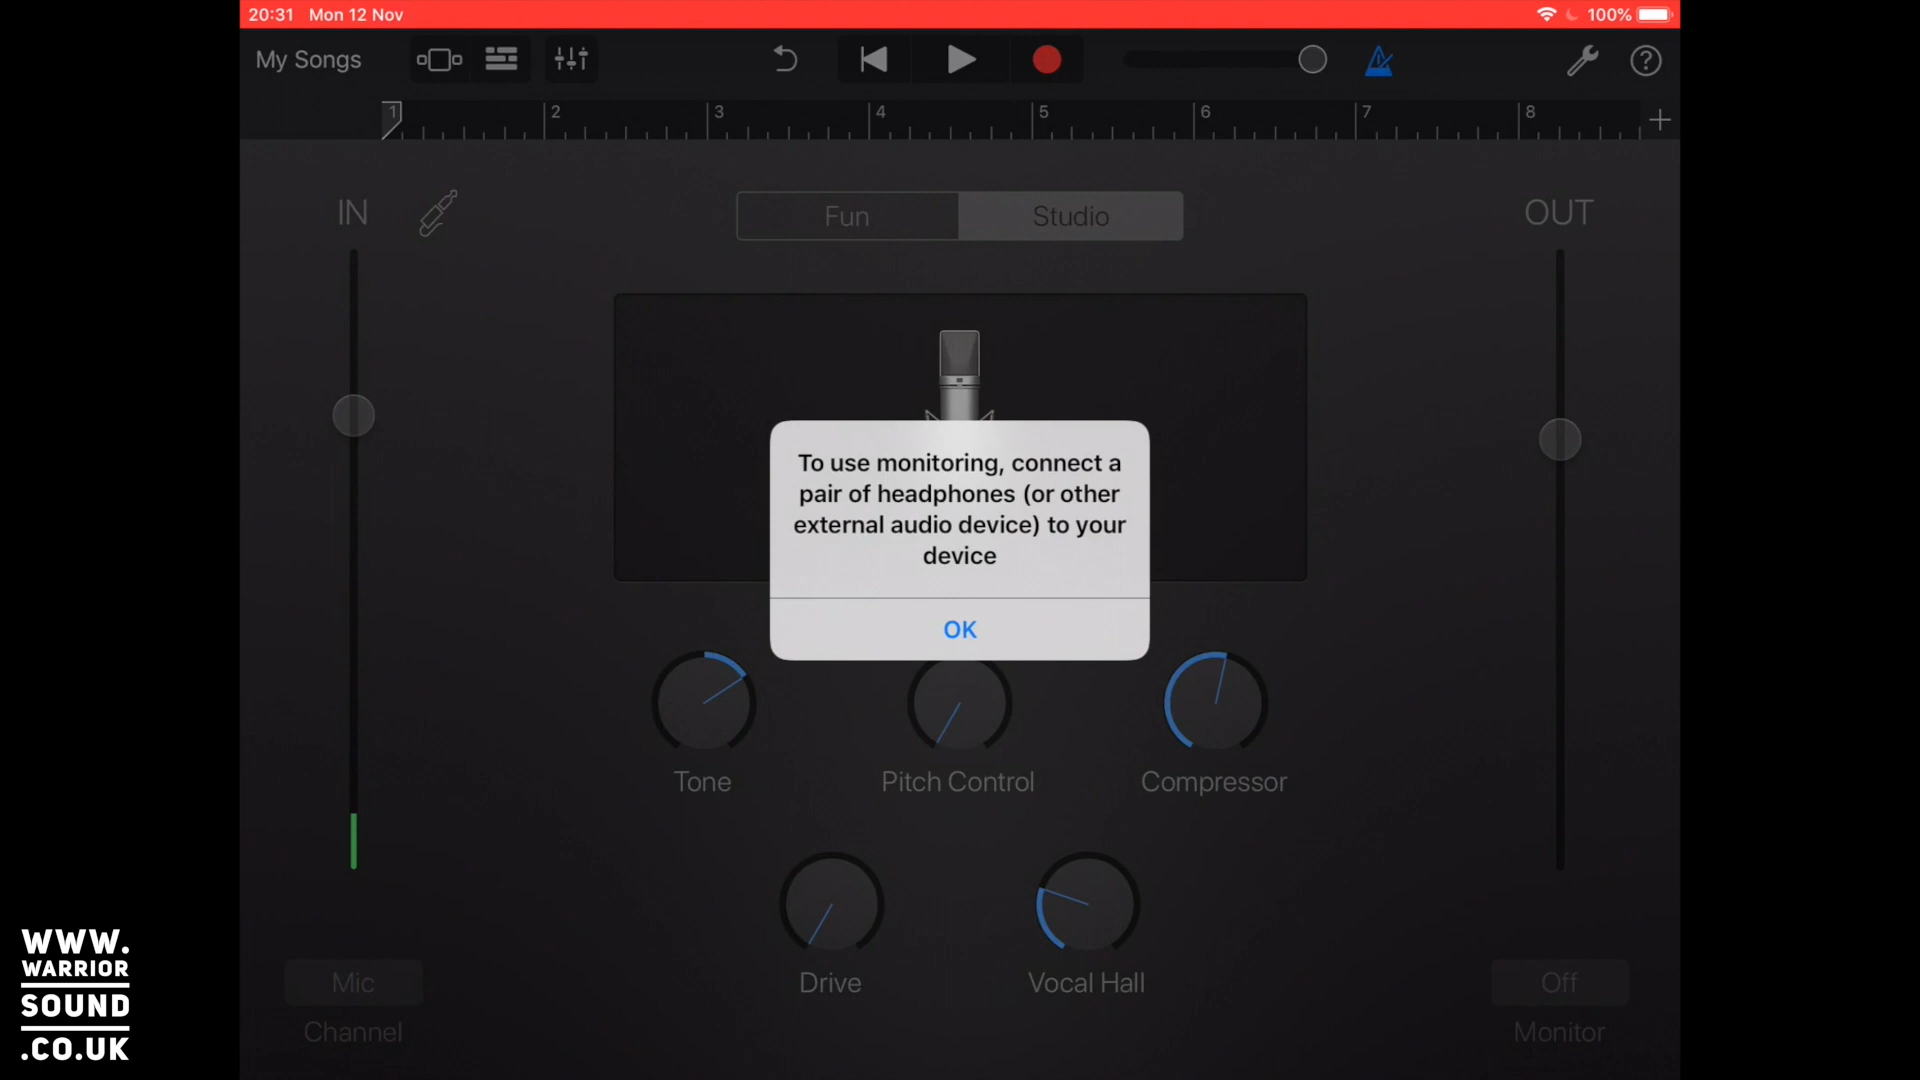 20:31 Mon 12 Nov 100%
My Songs
1 2 3 4 5 6 7 8
IN
Fun Studio
OUT
To use monitoring, connect a
pair of headphones (or other
external audio device) to your
device
OK
Tone Pitch Control Compressor
Drive Vocal Hall
Mic
Channel
Off
Monitor
WWW.
WARRIOR
SOUND
.CO.UK